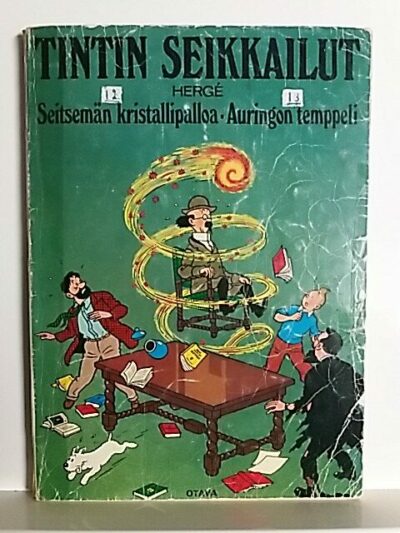 TINTIN SEIKKAILUT
HERGÉ
12 13
Seitsemän kristallipalloa • Auringon temppeli
OTAVA